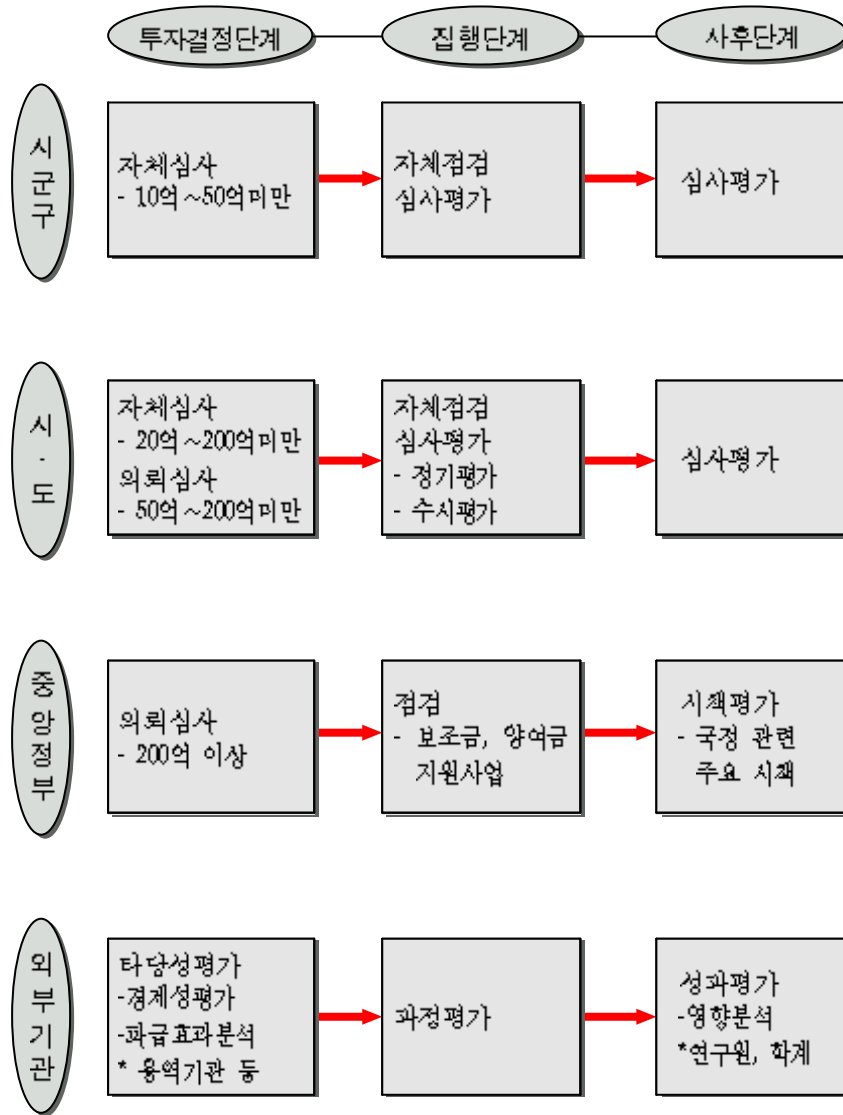 투자결정단계
집행단계
사후단계
시군구
자체심사
- 10억~50억미만
자체점검
심사평가
심사평가
시·도
자체심사
- 20억~200억미만
의뢰심사
- 50억~200억미만
자체점검
심사평가
- 정기평가
- 수시평가
심사평가
중앙정부
의뢰심사
- 200억 이상
점검
- 보조금, 양여금
지원사업
시책평가
- 국정 관련
주요 시책
외부기관
타당성평가
-경제성평가
-파급효과분석
* 용역기관 등
과정평가
성과평가
-영향분석
*연구원, 학계